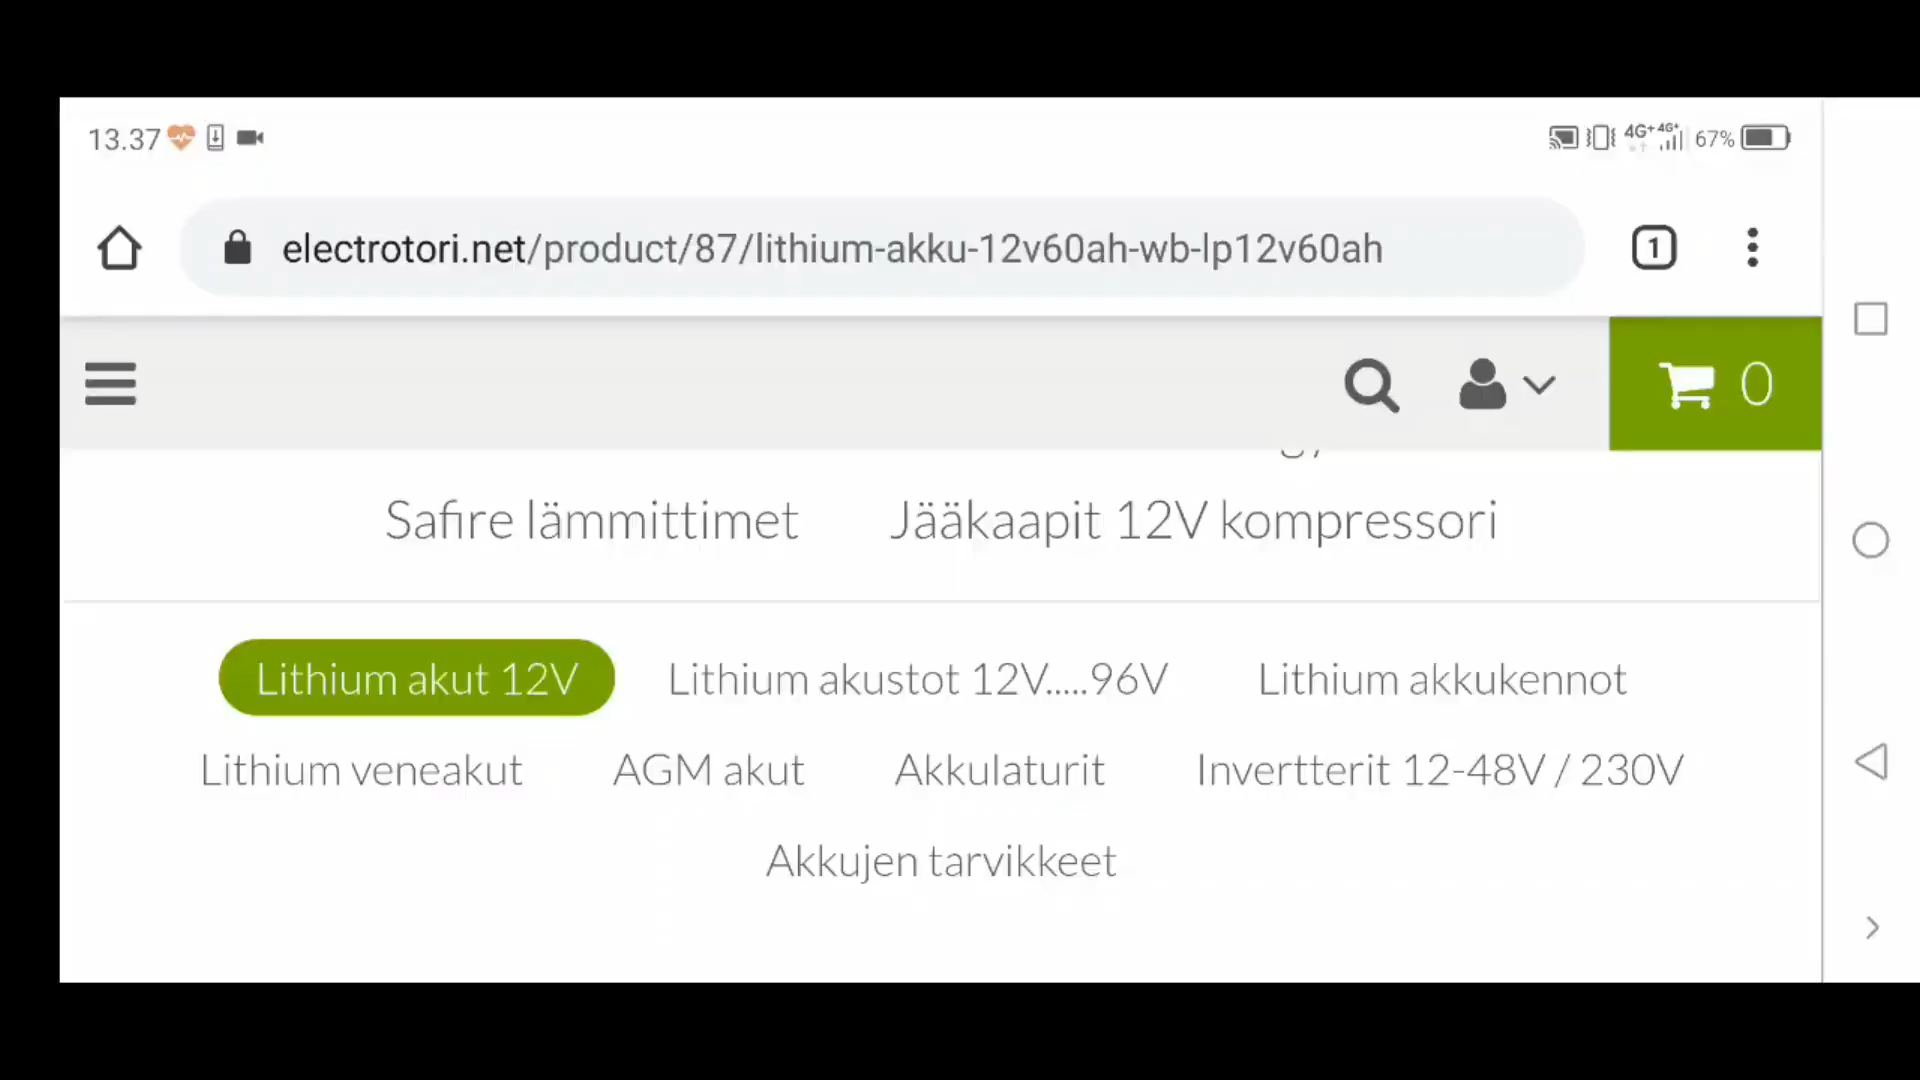 13.37 4G+ 4G+ 67%
electrotori.net/product/87/lithium-akku-12v60ah-wb-lp12v60ah 1
0
Safire lämmittimet Jääkaapit 12V kompressori
Lithium akut 12V Lithium akustot 12V.....96V Lithium akkukennot
Lithium veneakut AGM akut Akkulaturit Invertterit 12-48V / 230V
Akkujen tarvikkeet